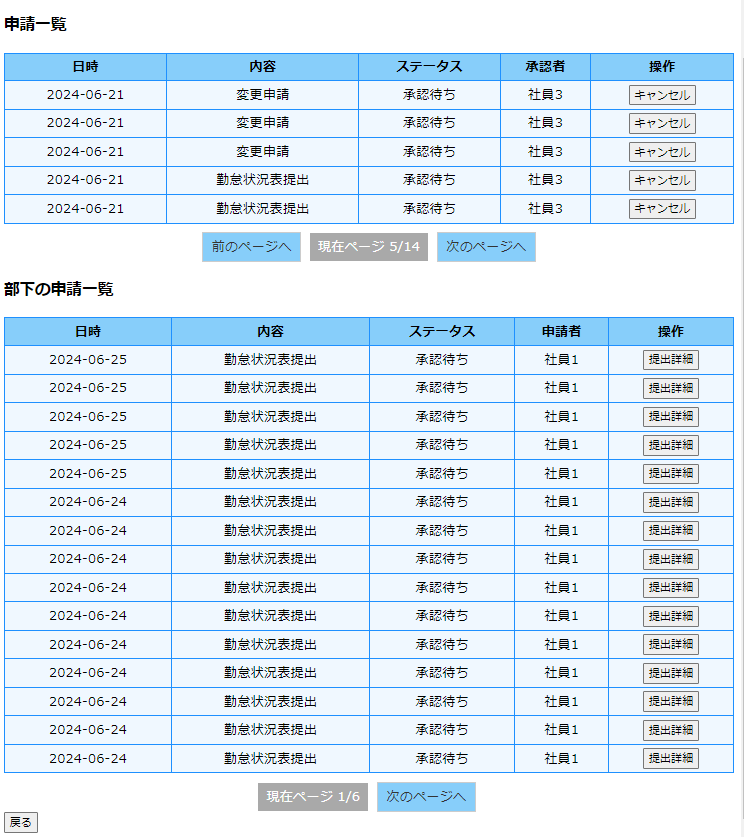 申請一覧
日時 内容 ステータス 承認者 操作
2024-06-21 変更申請 承認待ち 社員3 キャンセル
2024-06-21 変更申請 承認待ち 社員3 キャンセル
2024-06-21 変更申請 承認待ち 社員3 キャンセル
2024-06-21 勤怠状況表提出 承認待ち 社員3 キャンセル
2024-06-21 勤怠状況表提出 承認待ち 社員3 キャンセル
前のページへ 現在ページ 5/14 次のページへ
部下の申請一覧
日時 内容 ステータス 申請者 操作
2024-06-25 勤怠状況表提出 承認待ち 社員1 提出詳細
2024-06-25 勤怠状況表提出 承認待ち 社員1 提出詳細
2024-06-25 勤怠状況表提出 承認待ち 社員1 提出詳細
2024-06-25 勤怠状況表提出 承認待ち 社員1 提出詳細
2024-06-25 勤怠状況表提出 承認待ち 社員1 提出詳細
2024-06-24 勤怠状況表提出 承認待ち 社員1 提出詳細
2024-06-24 勤怠状況表提出 承認待ち 社員1 提出詳細
2024-06-24 勤怠状況表提出 承認待ち 社員1 提出詳細
2024-06-24 勤怠状況表提出 承認待ち 社員1 提出詳細
2024-06-24 勤怠状況表提出 承認待ち 社員1 提出詳細
2024-06-24 勤怠状況表提出 承認待ち 社員1 提出詳細
2024-06-24 勤怠状況表提出 承認待ち 社員1 提出詳細
2024-06-24 勤怠状況表提出 承認待ち 社員1 提出詳細
2024-06-24 勤怠状況表提出 承認待ち 社員1 提出詳細
2024-06-24 勤怠状況表提出 承認待ち 社員1 提出詳細
現在ページ 1/6 次のページへ
戻る